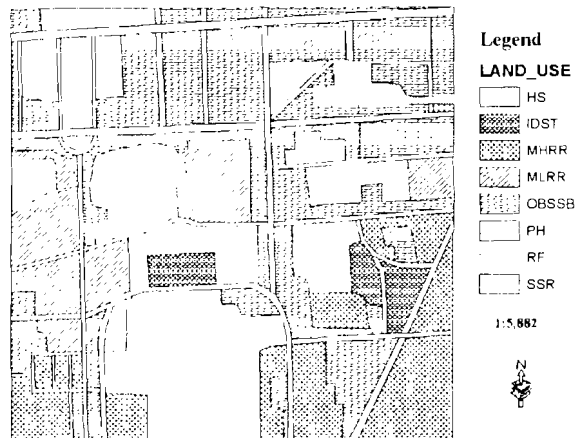 Legend
LAND_USE
HS
IDST
MHRR
MLRR
OBSSB
PH
RF
SSR
1:5,882
N